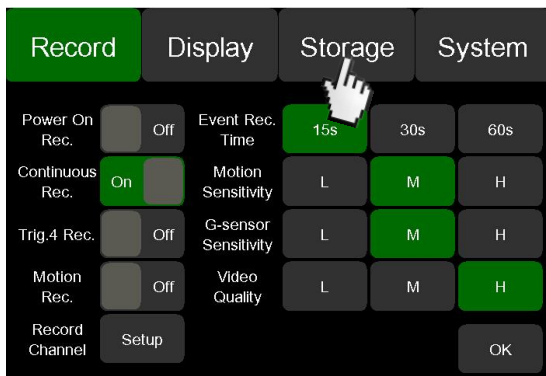 Record Display Storage System
Power On Rec. Off Event Rec. Time 15s 30s 60s
Continuous Rec. On Motion Sensitivity L M H
Trig.4 Rec. Off G-sensor Sensitivity L M H
Motion Rec. Off Video Quality L M H
Record Channel Setup OK